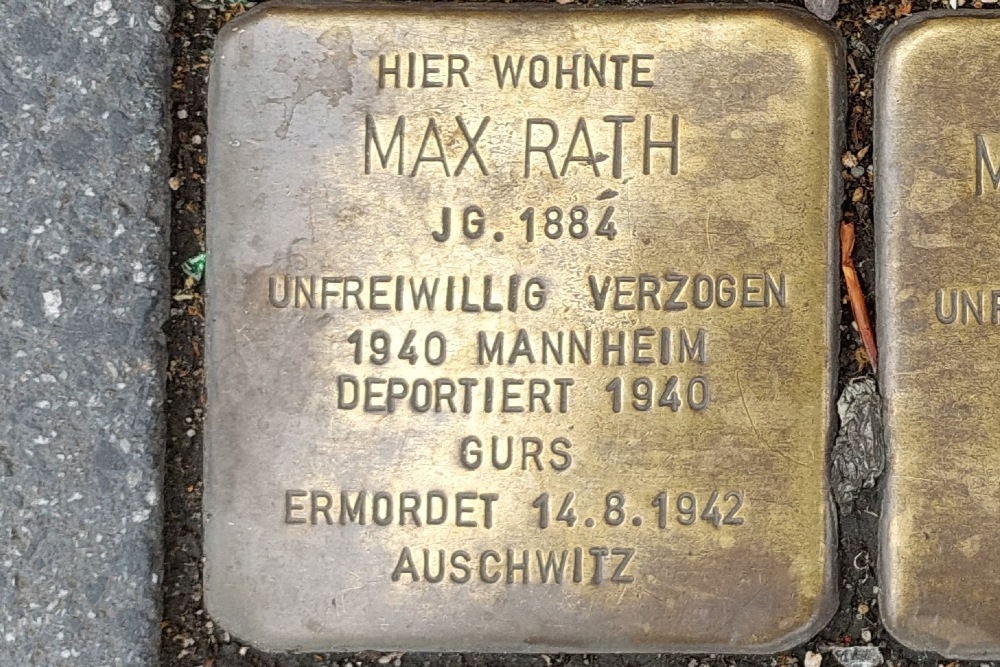 HIER WOHNTE
MAX RATH
JG. 1884
UNFREIWILLIG VERZOGEN
1940 MANNHEIM
DEPORTIERT 1940
GURS
ERMORDET 14.8.1942
AUSCHWITZ